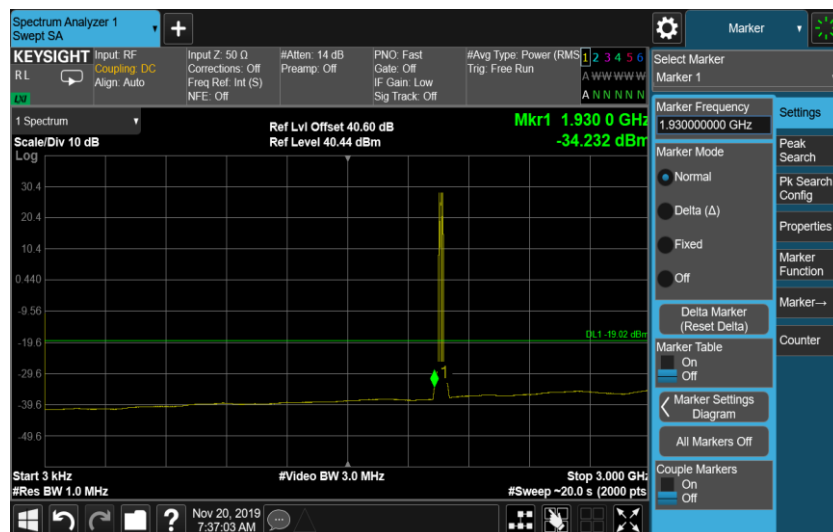 Spectrum Analyzer 1
Swept SA
+
Marker
KEYSIGHT
RL
LXI
Input: RF
Coupling: DC
Align: Auto
Input Z: 50 Ω
Corrections: Off
Freq Ref: Int (S)
NFE: Off
#Atten: 14 dB
Preamp: Off
PNO: Fast
Gate: Off
IF Gain: Low
Sig Track: Off
#Avg Type: Power (RMS
Trig: Free Run
1 2 3 4 5 6
A W W W W W
A N N N N N
Select Marker
Marker 1
1 Spectrum
Scale/Div 10 dB
Log
Ref Lvl Offset 40.60 dB
Ref Level 40.44 dBm
Mkr1 1.930 0 GHz
-34.232 dBm
30.4
20.4
10.4
0.440
-9.56
-19.6
-29.6
-39.6
-49.6
DL1 -19.02 dBm
1
Start 3 kHz
#Res BW 1.0 MHz
#Video BW 3.0 MHz
Stop 3.000 GHz
#Sweep ~20.0 s (2000 pts)
Marker Frequency
1.930000000 GHz
Marker Mode
Normal
Delta (Δ)
Fixed
Off
Delta Marker
(Reset Delta)
Marker Table
On
Off
Marker Settings
Diagram
All Markers Off
Couple Markers
On
Off
Settings
Peak
Search
Pk Search
Config
Properties
Marker
Function
Marker→
Counter
?
Nov 20, 2019
7:37:03 AM